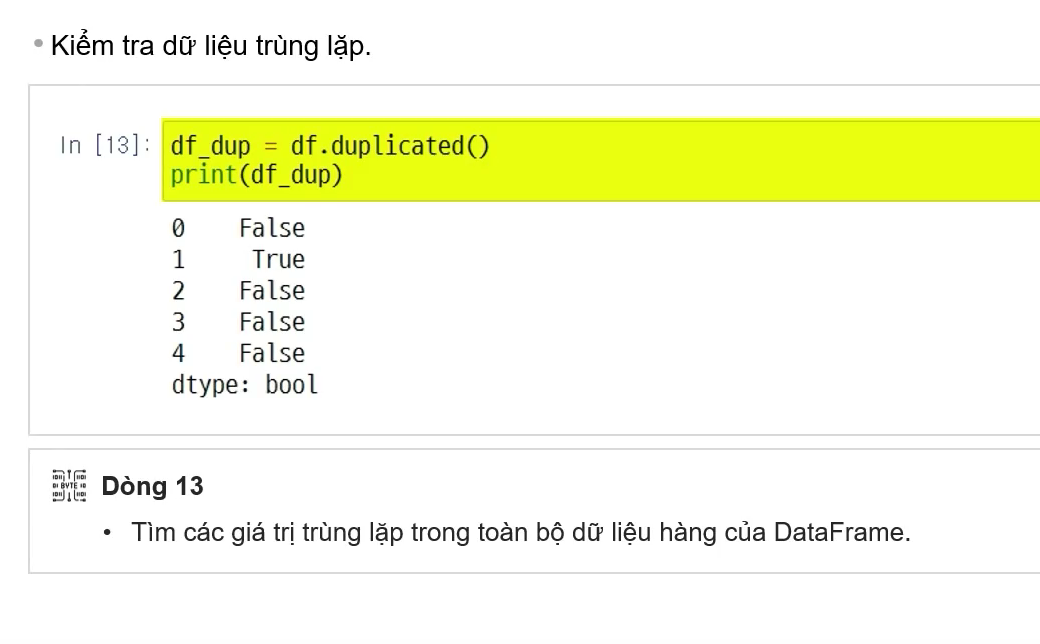 • Kiểm tra dữ liệu trùng lặp.
In [13]: df_dup = df.duplicated()
print(df_dup)
0 False
1 True
2 False
3 False
4 False
dtype: bool
BYTE
Dòng 13
• Tìm các giá trị trùng lặp trong toàn bộ dữ liệu hàng của DataFrame.